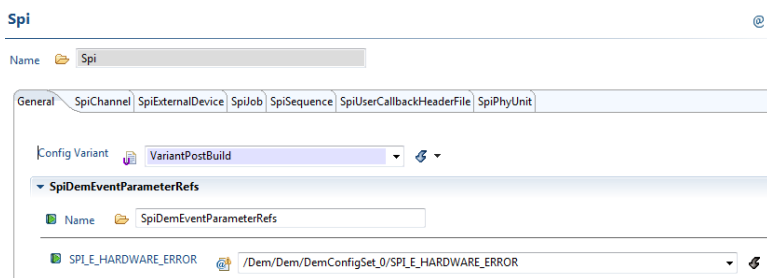 Spi
@
Name Spi
General SpiChannel SpiExternalDevice SpiJob SpiSequence SpiUserCallbackHeaderFile SpiPhyUnit
Config Variant VariantPostBuild
SpiDemEventParameterRefs
Name SpiDemEventParameterRefs
SPI_E_HARDWARE_ERROR /Dem/Dem/DemConfigSet_0/SPI_E_HARDWARE_ERROR